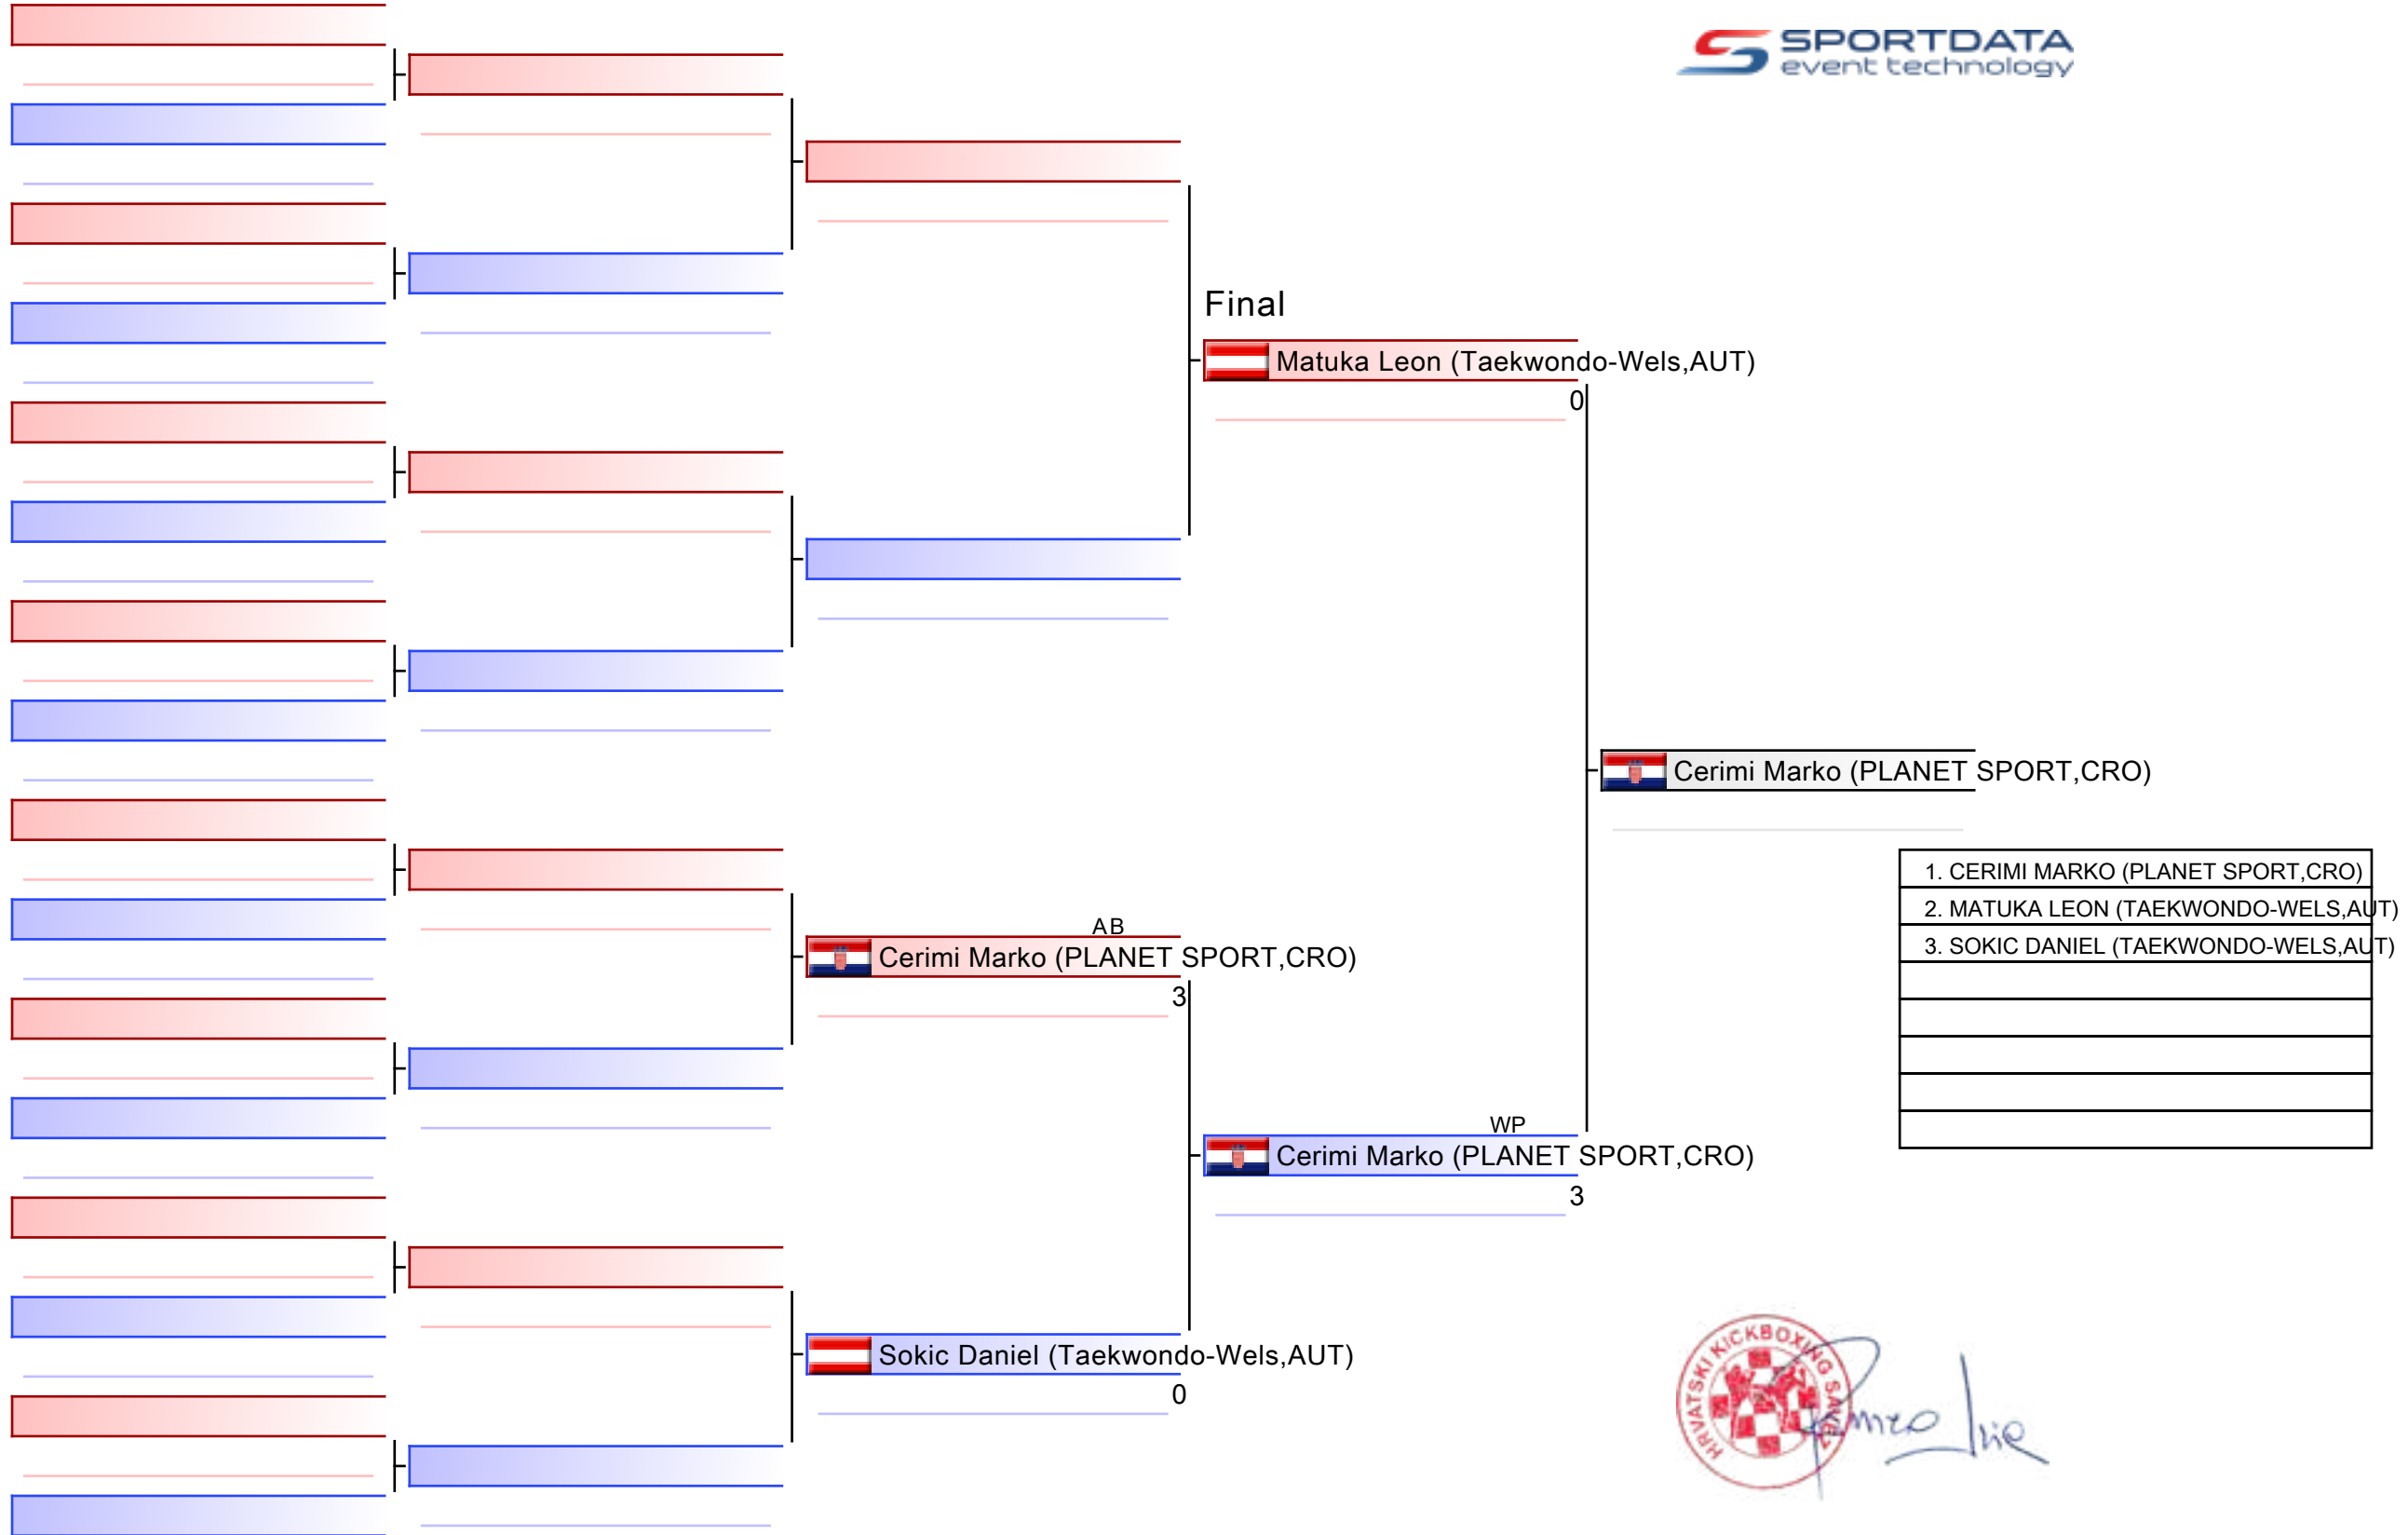 SPORTDATA
event technology
Final
Matuka Leon (Taekwondo-Wels,AUT)
0
Cerimi Marko (PLANET SPORT,CRO)
1. CERIMI MARKO (PLANET SPORT,CRO)
2. MATUKA LEON (TAEKWONDO-WELS,AUT)
3. SOKIC DANIEL (TAEKWONDO-WELS,AUT)
AB
Cerimi Marko (PLANET SPORT,CRO)
3
WP
Cerimi Marko (PLANET SPORT,CRO)
3
Sokic Daniel (Taekwondo-Wels,AUT)
0
HRVATSKI KICKBOXING SAVEZ